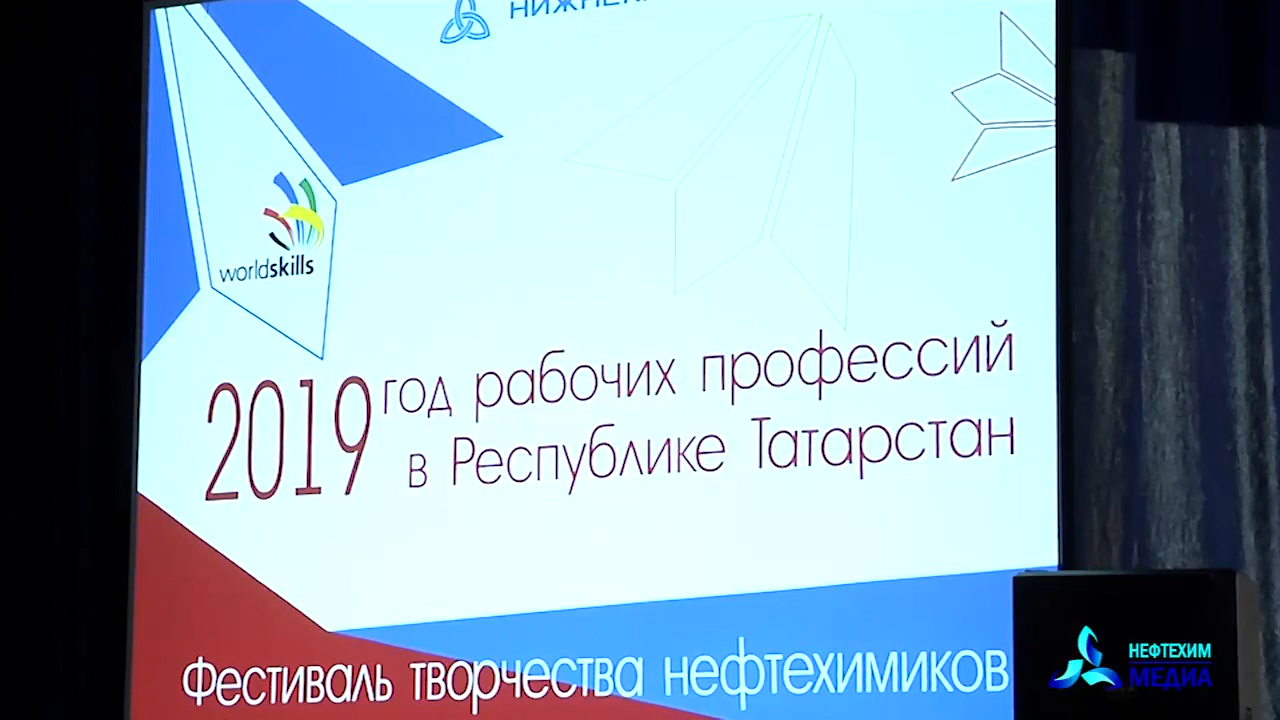 worldskills
2019 год рабочих профессий
в Республике Татарстан
Фестиваль творчества нефтехимиков
НЕФТЕХИМ
МЕДИА